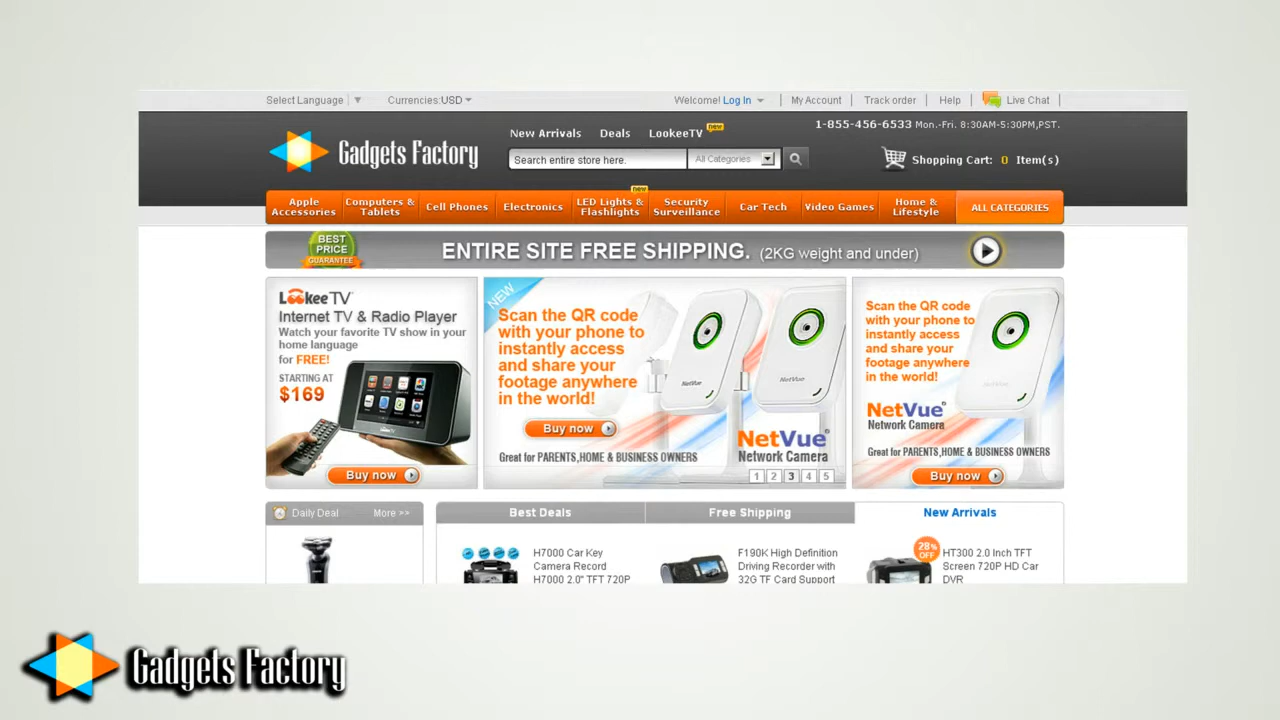 Select Language
Currencies:USD
Welcome! Log In
My Account
Track order
Help
Live Chat
Gadgets Factory
New Arrivals
Deals
LookeeTV
new
1-855-456-6533 Mon.-Fri. 8:30AM-5:30PM,PST.
Search entire store here.
All Categories
Shopping Cart: 0 Item(s)
Apple
Accessories
Computers &
Tablets
Cell Phones
Electronics
new
LED Lights &
Flashlights
Security
Surveillance
Car Tech
Video Games
Home &
Lifestyle
ALL CATEGORIES
BEST
PRICE
GUARANTEE
ENTIRE SITE FREE SHIPPING. (2KG weight and under)
LookeeTV
Internet TV & Radio Player
Watch your favorite TV show in your
home language
for FREE!
STARTING AT
$169
Buy now
NEW
Scan the QR code
with your phone to
instantly access
and share your
footage anywhere
in the world!
Buy now
Great for PARENTS,HOME & BUSINESS OWNERS
NetVue
NetVue
NetVue
Network Camera
1 2 3 4 5
Scan the QR code
with your phone to
instantly access
and share your
footage anywhere
in the world!
NetVue
Network Camera
Great for PARENTS,HOME & BUSINESS OWNERS
Buy now
Daily Deal
More >>
Best Deals
Free Shipping
New Arrivals
H7000 Car Key
Camera Record
H7000 2.0" TFT 720P
F190K High Definition
Driving Recorder with
32G TF Card Support
28%
OFF
HT300 2.0 Inch TFT
Screen 720P HD Car
DVR
Gadgets Factory